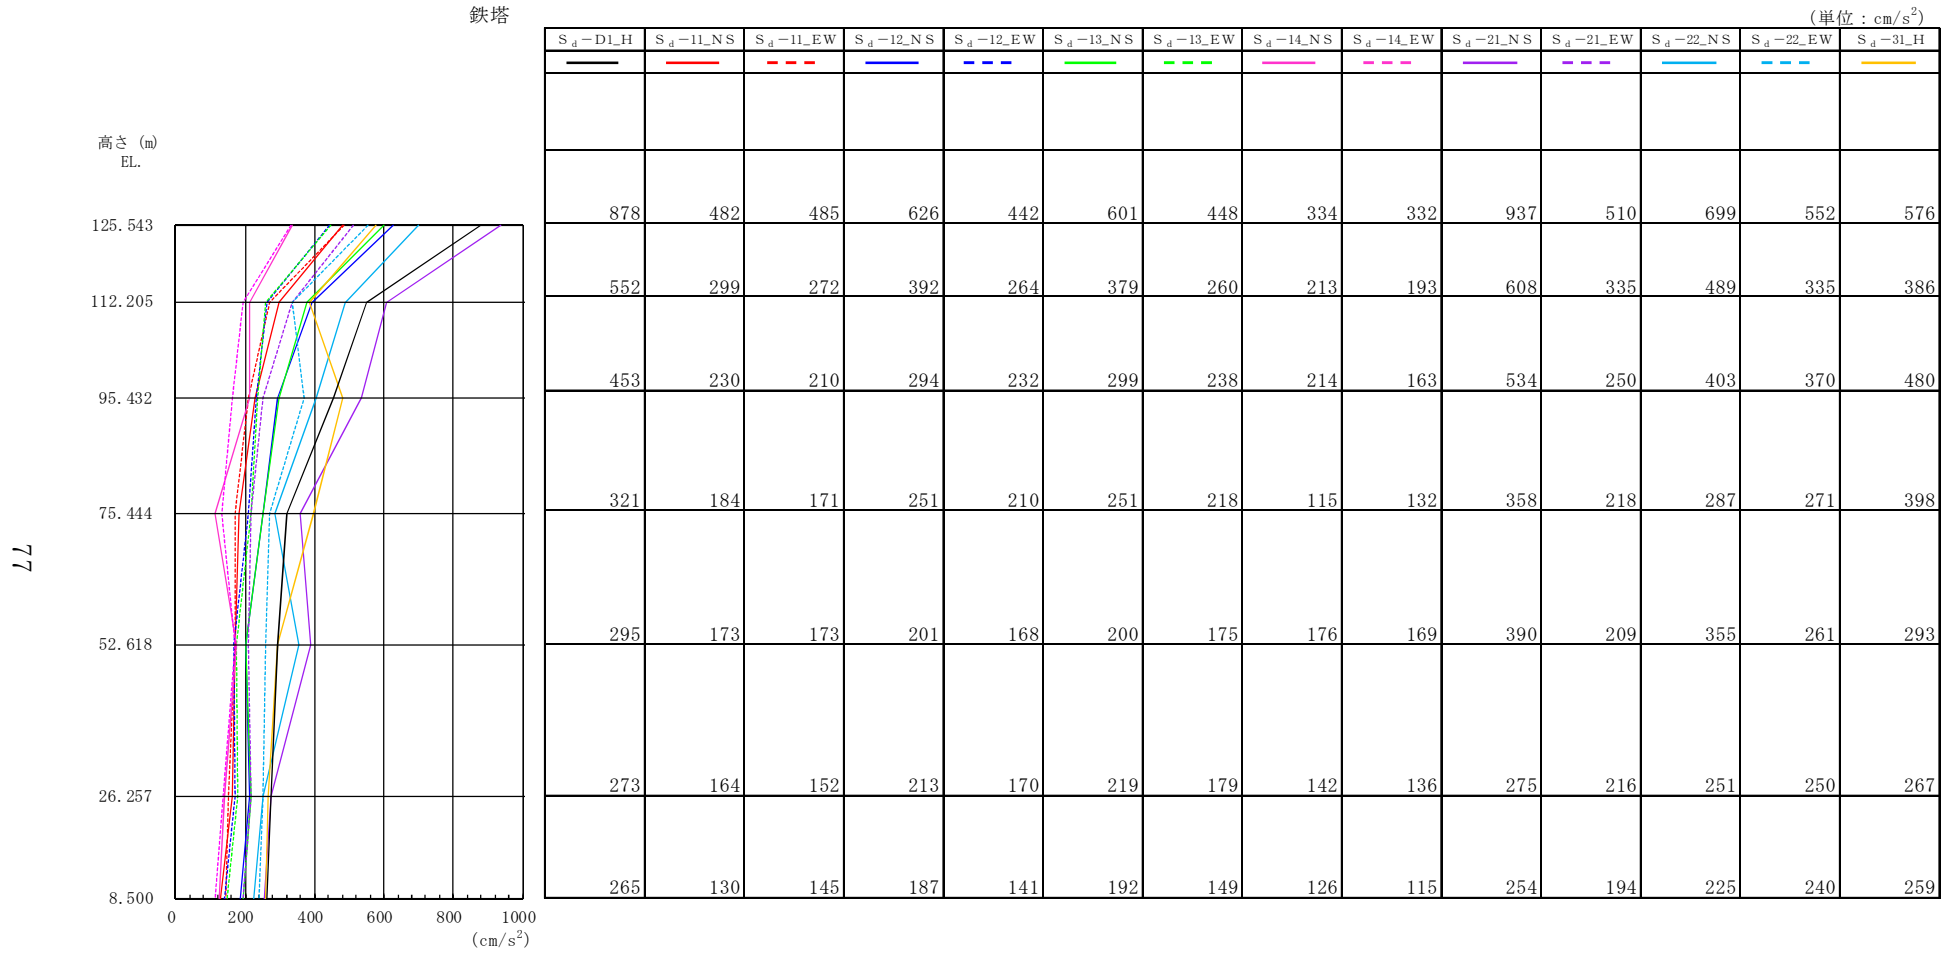 鉄塔
(単位：cm/s²)
Sd-D1_H Sd-11_NS Sd-11_EW Sd-12_NS Sd-12_EW Sd-13_NS Sd-13_EW Sd-14_NS Sd-14_EW Sd-21_NS Sd-21_EW Sd-22_NS Sd-22_EW Sd-31_H
高さ (m)
EL.
878 482 485 626 442 601 448 334 332 937 510 699 552 576
125.543
552 299 272 392 264 379 260 213 193 608 335 489 335 386
112.205
453 230 210 294 232 299 238 214 163 534 250 403 370 480
95.432
321 184 171 251 210 251 218 115 132 358 218 287 271 398
75.444
77
295 173 173 201 168 200 175 176 169 390 209 355 261 293
52.618
273 164 152 213 170 219 179 142 136 275 216 251 250 267
26.257
265 130 145 187 141 192 149 126 115 254 194 225 240 259
8.500
0 200 400 600 800 1000
(cm/s²)